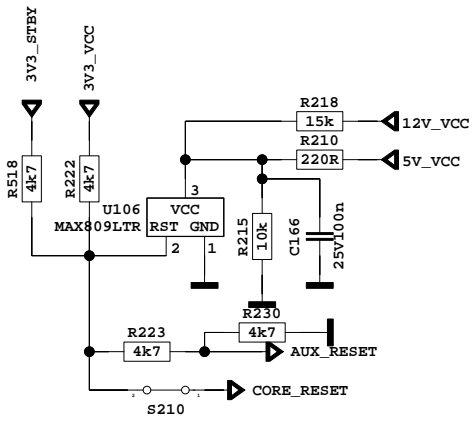 3V3_STBY
3V3_VCC
R518
4k7
R222
4k7
R218
15k
12V_VCC
R210
220R
5V_VCC
U106
MAX809LTR
3
VCC
RST GND
2
1
R215
10k
C166
25V100n
R223
4k7
R230
4k7
AUX_RESET
2
1
CORE_RESET
S210